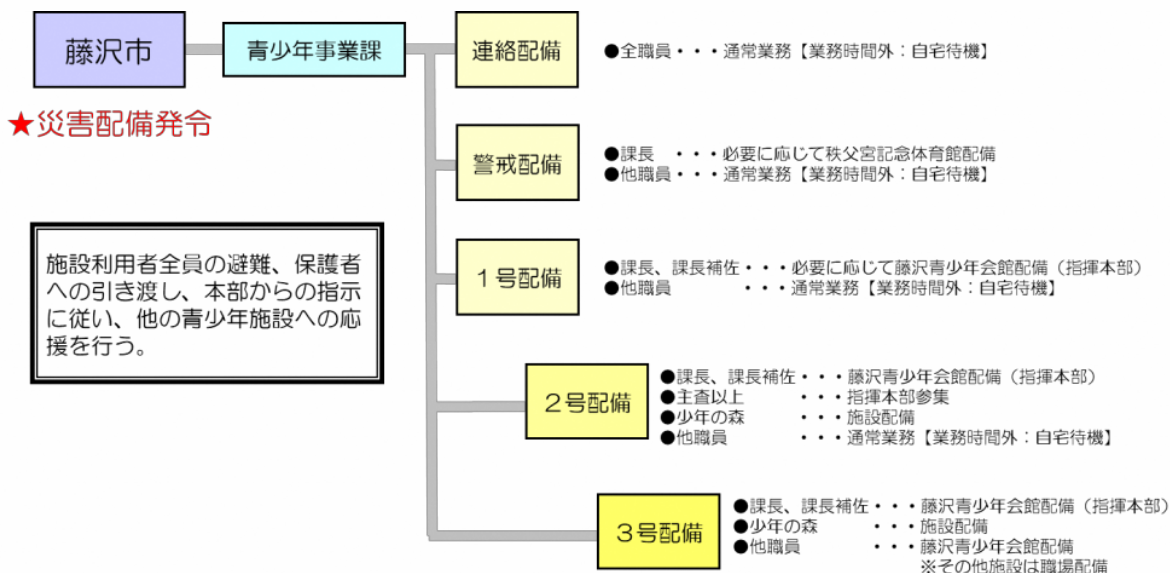 藤沢市
青少年事業課
★災害配備発令
連絡配備
●全職員・・・通常業務【業務時間外：自宅待機】
警戒配備
●課長　・・・必要に応じて秩父宮記念体育館配備
●他職員・・・通常業務【業務時間外：自宅待機】
施設利用者全員の避難、保護者
への引き渡し、本部からの指示
に従い、他の青少年施設への応
援を行う。
１号配備
●課長、課長補佐・・・必要に応じて藤沢青少年会館配備（指揮本部）
●他職員　　　　・・・通常業務【業務時間外：自宅待機】
２号配備
●課長、課長補佐・・・藤沢青少年会館配備（指揮本部）
●主査以上　　　・・・指揮本部参集
●少年の森　　　・・・施設配備
●他職員　　　　・・・通常業務【業務時間外：自宅待機】
３号配備
●課長、課長補佐・・・藤沢青少年会館配備（指揮本部）
●少年の森　　　・・・施設配備
●他職員　　　　・・・藤沢青少年会館配備
※その他施設は職場配備